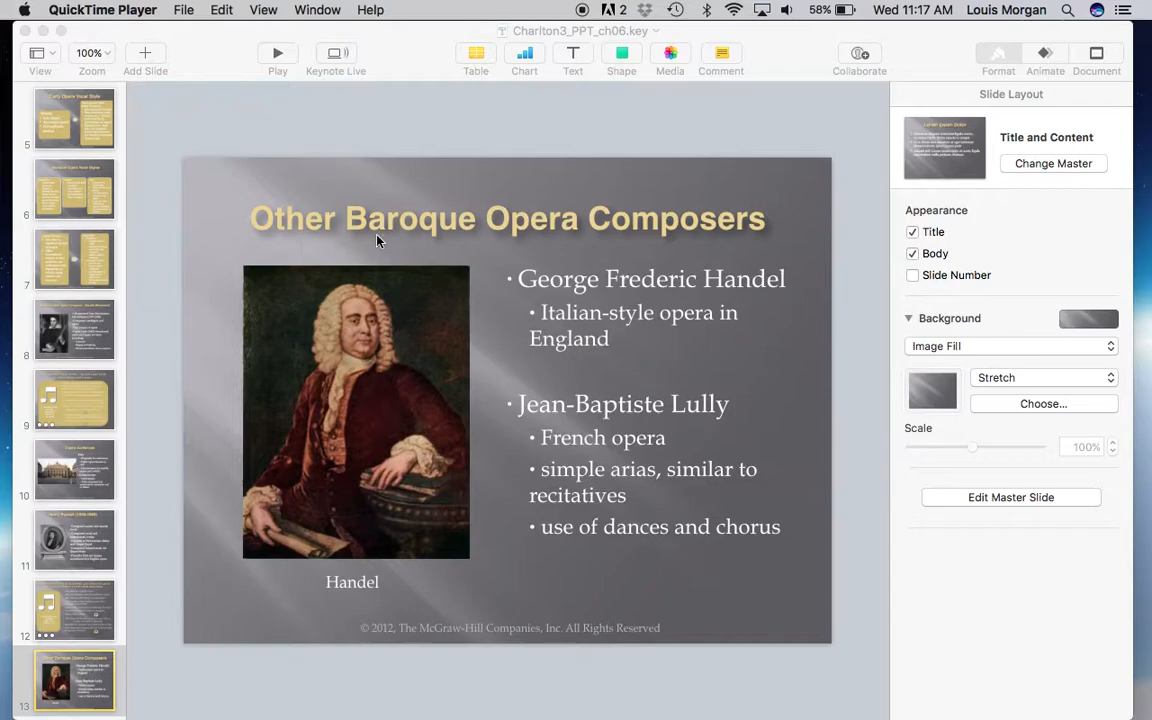 QuickTime Player File Edit View Window Help 2 58% Wed 11:17 AM Louis Morgan
Charlton3_PPT_ch06.key
100%
View Zoom Add Slide Play Keynote Live Table Chart Text Shape Media Comment Collaborate Format Animate Document
Slide Layout
Title and Content
Change Master
Appearance
Title
Body
Slide Number
Background
Image Fill
Stretch
Choose...
Scale
100%
Edit Master Slide
5
6
7
8
9
10
11
12
13
Other Baroque Opera Composers
• George Frederic Handel
• Italian-style opera in
England
• Jean-Baptiste Lully
• French opera
• simple arias, similar to
recitatives
• use of dances and chorus
Handel
© 2012, The McGraw-Hill Companies, Inc. All Rights Reserved